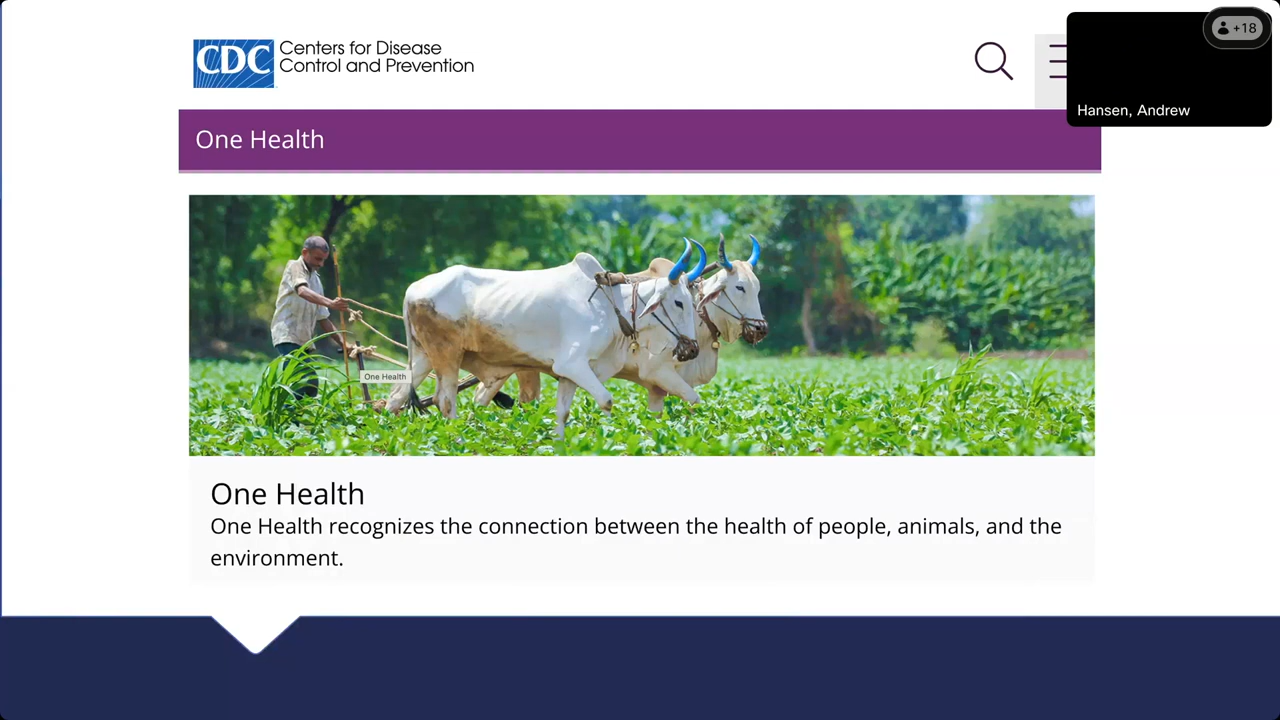 CDC
Centers for Disease
Control and Prevention
+18
Hansen, Andrew
One Health
One Health
One Health
One Health recognizes the connection between the health of people, animals, and the
environment.